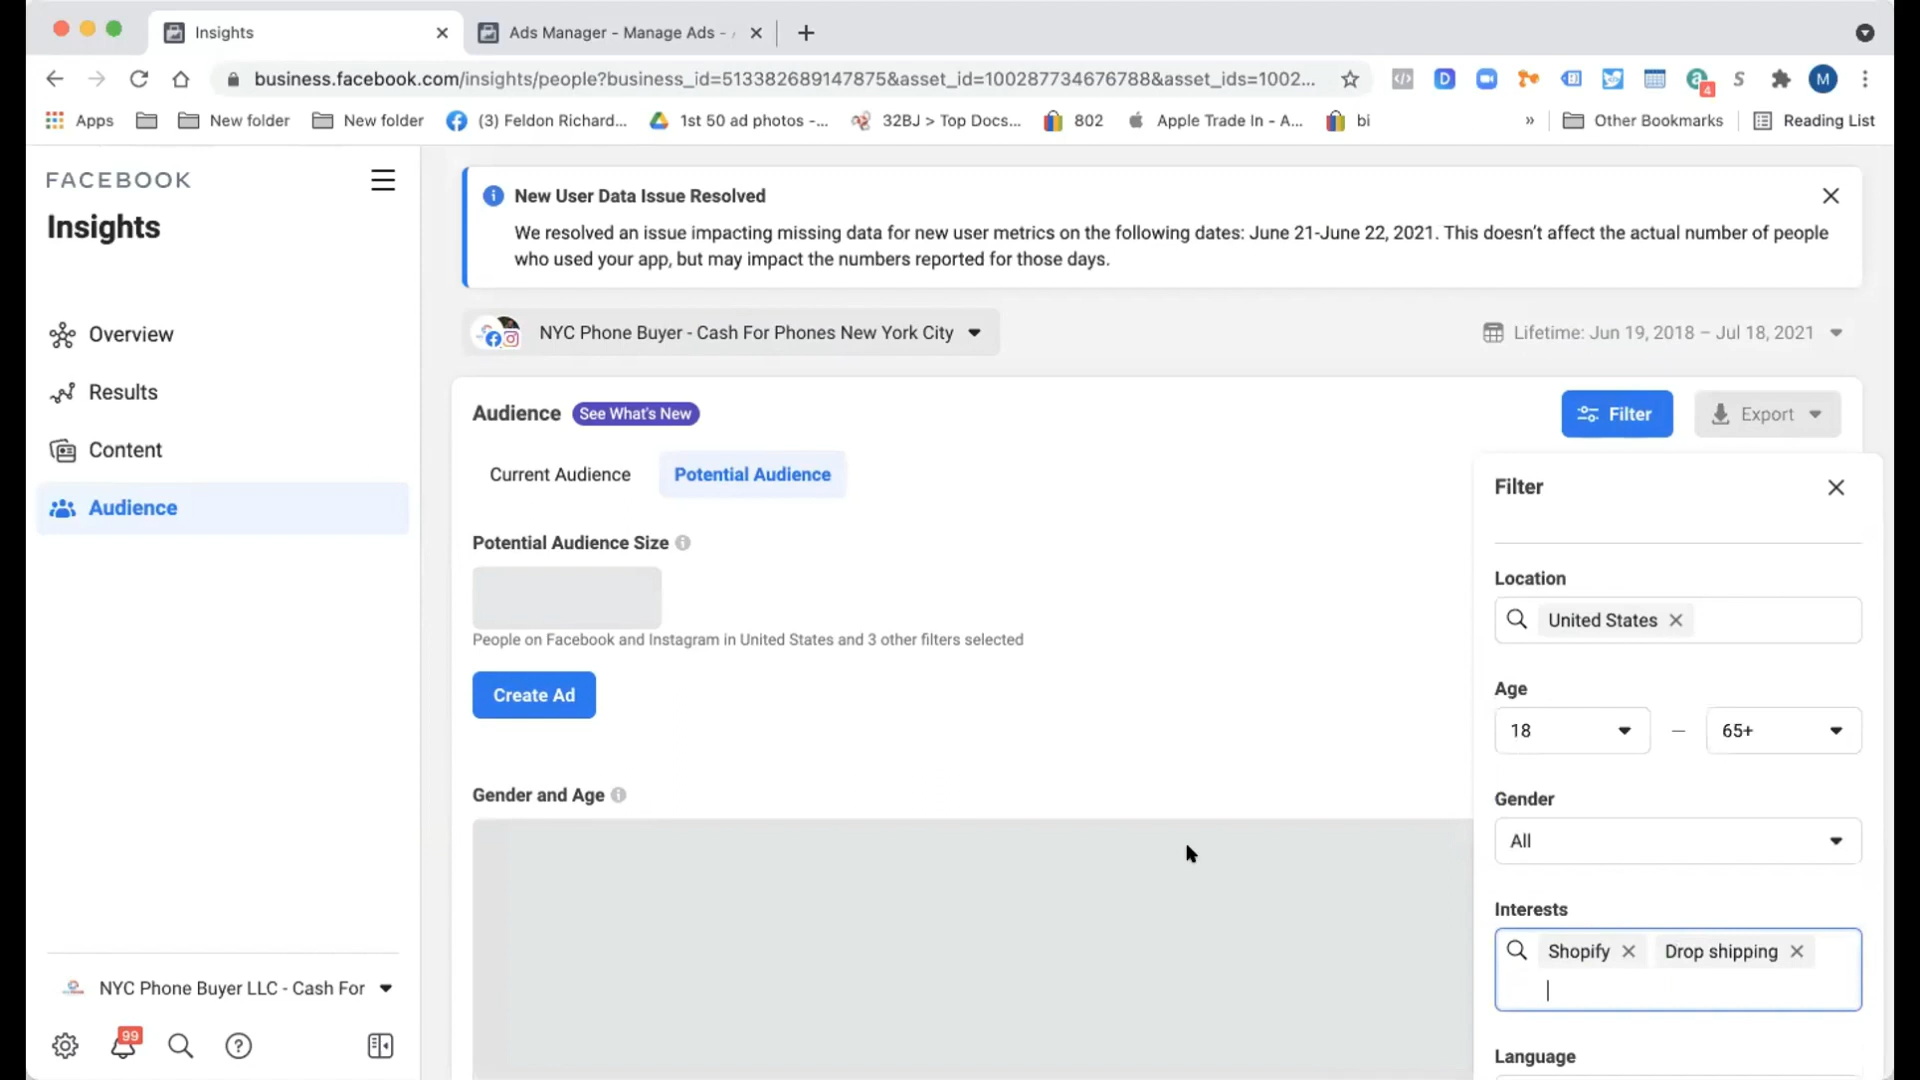 Insights
Ads Manager - Manage Ads -
business.facebook.com/insights/people?business_id=513382689147875&asset_id=100287734676788&asset_ids=1002...
D
4
S
M
Apps
New folder
New folder
(3) Feldon Richard...
1st 50 ad photos -...
32BJ > Top Docs...
802
Apple Trade In - A...
bi
»
Other Bookmarks
Reading List
FACEBOOK
Insights
Overview
Results
Content
Audience
NYC Phone Buyer LLC - Cash For
99
New User Data Issue Resolved
We resolved an issue impacting missing data for new user metrics on the following dates: June 21-June 22, 2021. This doesn't affect the actual number of people
who used your app, but may impact the numbers reported for those days.
NYC Phone Buyer - Cash For Phones New York City
Lifetime: Jun 19, 2018 – Jul 18, 2021
Audience
See What's New
Filter
Export
Current Audience
Potential Audience
Potential Audience Size
People on Facebook and Instagram in United States and 3 other filters selected
Create Ad
Gender and Age
Filter
Location
United States
Age
18 — 65+
Gender
All
Interests
Shopify
Drop shipping
Language